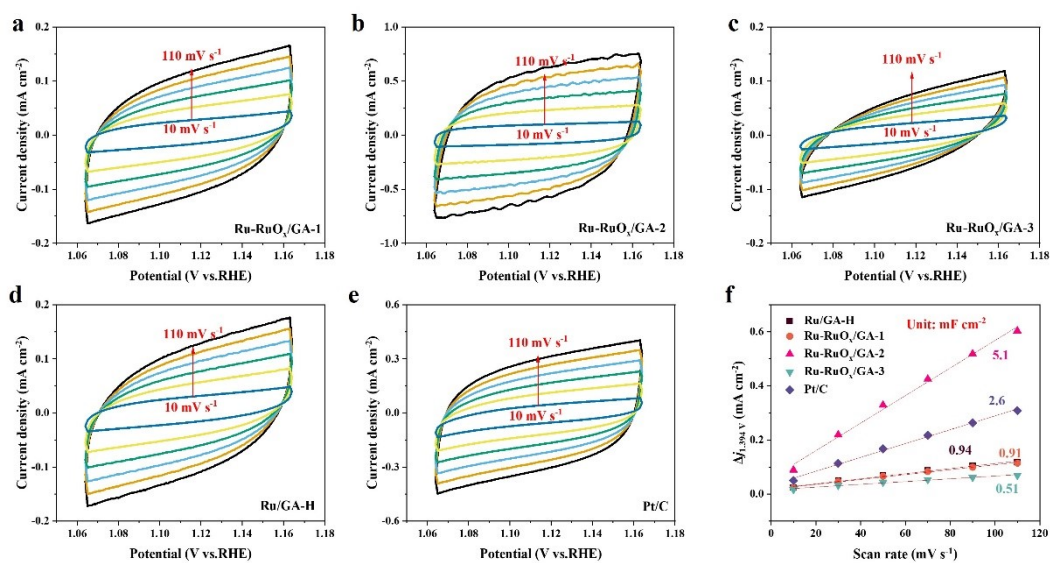 a
0.2
0.1
0.0
-0.1
-0.2
Current density (mA cm⁻²)
110 mV s⁻¹
10 mV s⁻¹
Ru-RuOₓ/GA-1
1.06 1.08 1.10 1.12 1.14 1.16 1.18
Potential (V vs.RHE)
b
1.0
0.5
0.0
-0.5
-1.0
Current density (mA cm⁻²)
110 mV s⁻¹
10 mV s⁻¹
Ru-RuOₓ/GA-2
1.06 1.08 1.10 1.12 1.14 1.16 1.18
Potential (V vs.RHE)
c
0.2
0.1
0.0
-0.1
-0.2
Current density (mA cm⁻²)
110 mV s⁻¹
10 mV s⁻¹
Ru-RuOₓ/GA-3
1.06 1.08 1.10 1.12 1.14 1.16 1.18
Potential (V vs.RHE)
d
0.2
0.1
0.0
-0.1
-0.2
Current density (mA cm⁻²)
110 mV s⁻¹
10 mV s⁻¹
Ru/GA-H
1.06 1.08 1.10 1.12 1.14 1.16 1.18
Potential (V vs.RHE)
e
0.6
0.3
0.0
-0.3
-0.6
Current density (mA cm⁻²)
110 mV s⁻¹
10 mV s⁻¹
Pt/C
1.06 1.08 1.10 1.12 1.14 1.16 1.18
Potential (V vs.RHE)
f
0.6
0.4
0.2
0.0
Δj₁.₃₉₄ ᵥ (mA cm⁻²)
Ru/GA-H
Ru-RuOₓ/GA-1
Ru-RuOₓ/GA-2
Ru-RuOₓ/GA-3
Pt/C
Unit: mF cm⁻²
5.1
2.6
0.94
0.91
0.51
0 20 40 60 80 100 120
Scan rate (mV s⁻¹)